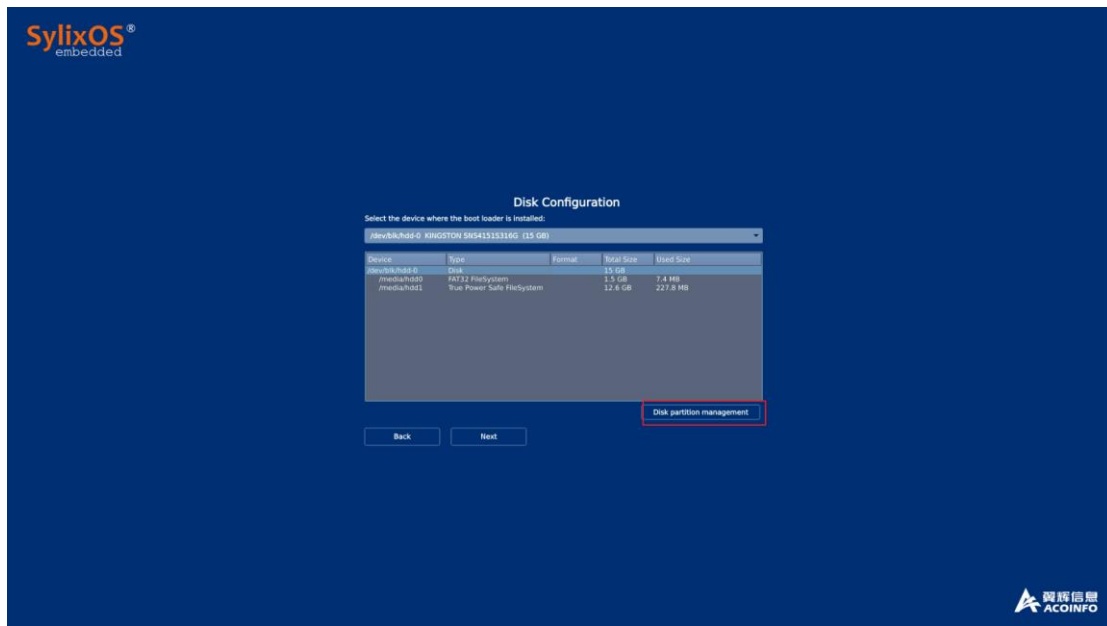 SylixOS®
embedded
Disk Configuration
Select the device where the boot loader is installed:
/dev/blk/hdd-0 KINGSTON SNS4151S316G (15 GB)
Device Type Format Total Size Used Size
/dev/blk/hdd-0 Disk 15 GB
/media/hdd0 FAT32 FileSystem 1.5 GB 7.4 MB
/media/hdd1 True Power Safe FileSystem 12.6 GB 227.8 MB
Disk partition management
Back Next
翼辉信息
ACOINFO